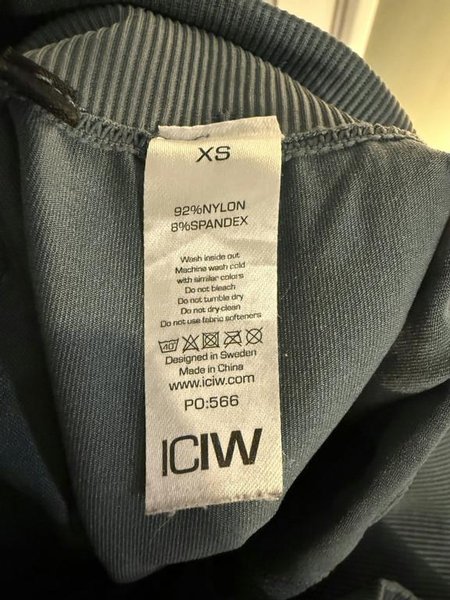 XS
92%NYLON
8%SPANDEX
Wash inside out
Machine wash cold
with similar colors
Do not bleach
Do not tumble dry
Do not dry clean
Do not use fabric softeners
40
Designed in Sweden
Made in China
www.iciw.com
PO:566
ICIW